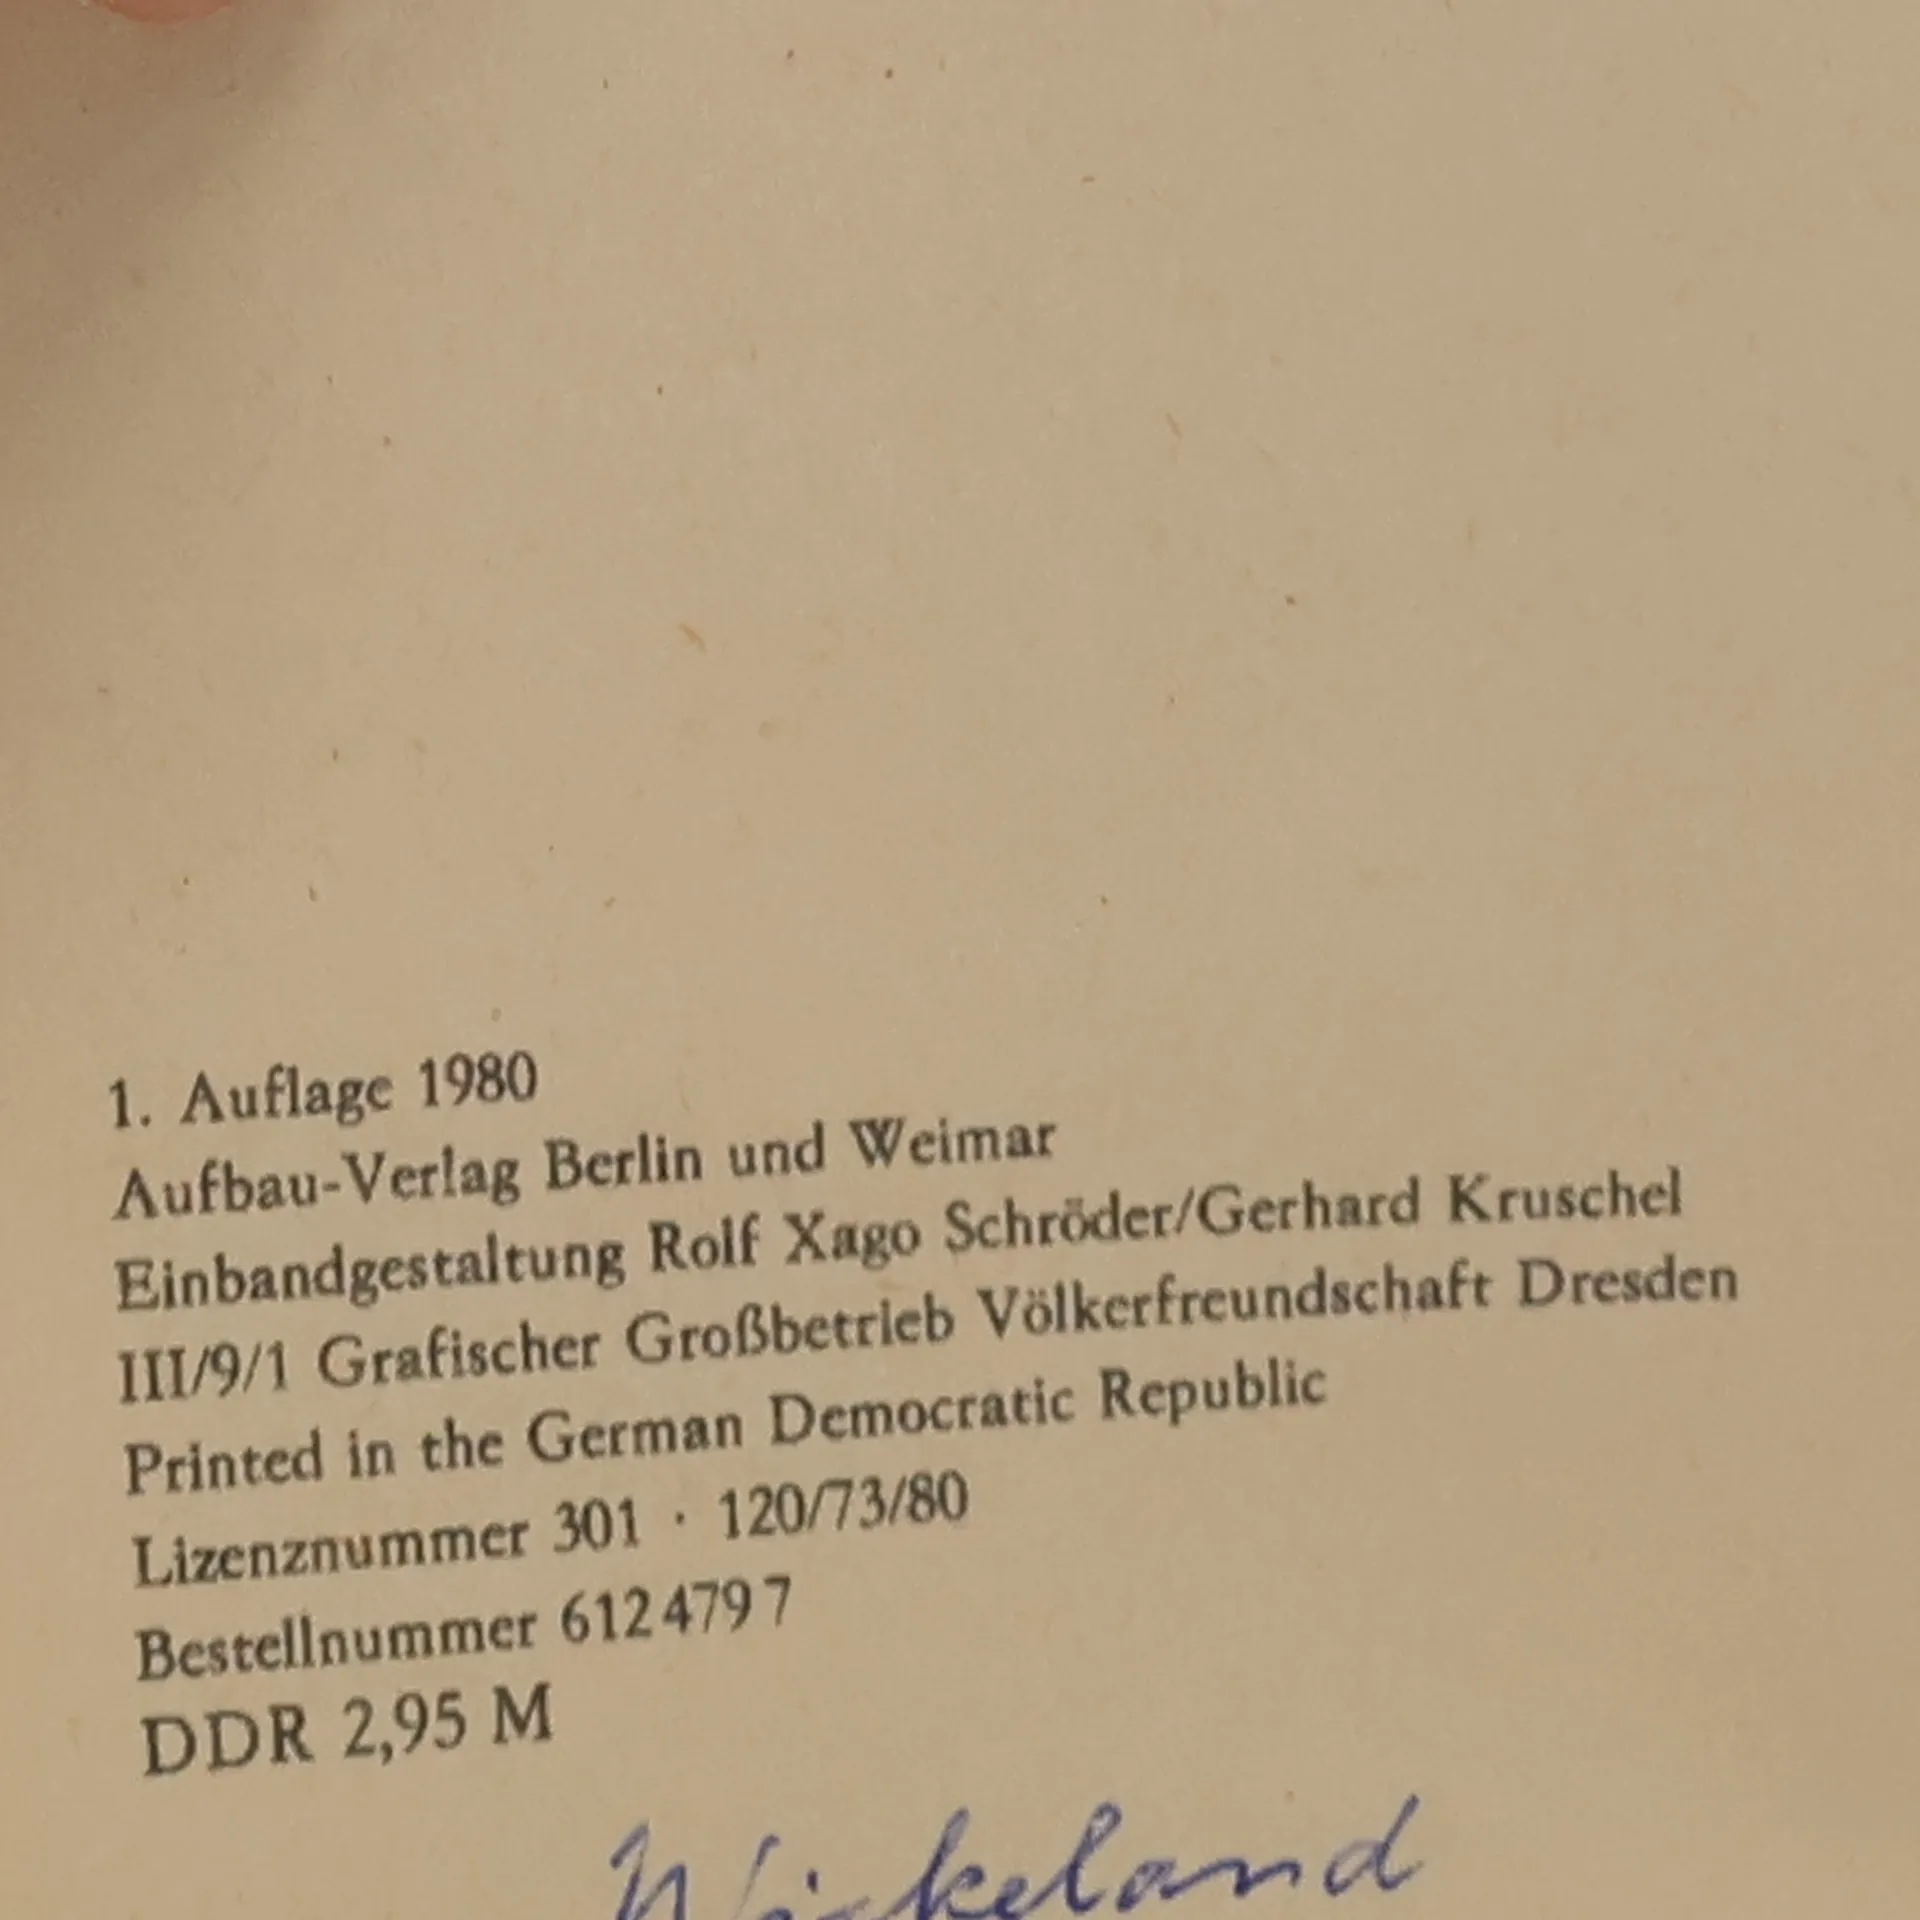 1. Auflage 1980
Aufbau-Verlag Berlin und Weimar
Einbandgestaltung Rolf Xago Schröder/Gerhard Kruschel
III/9/1 Grafischer Großbetrieb Völkerfreundschaft Dresden
Printed in the German Democratic Republic
Lizenznummer 301 · 120/73/80
Bestellnummer 612 479 7
DDR 2,95 M